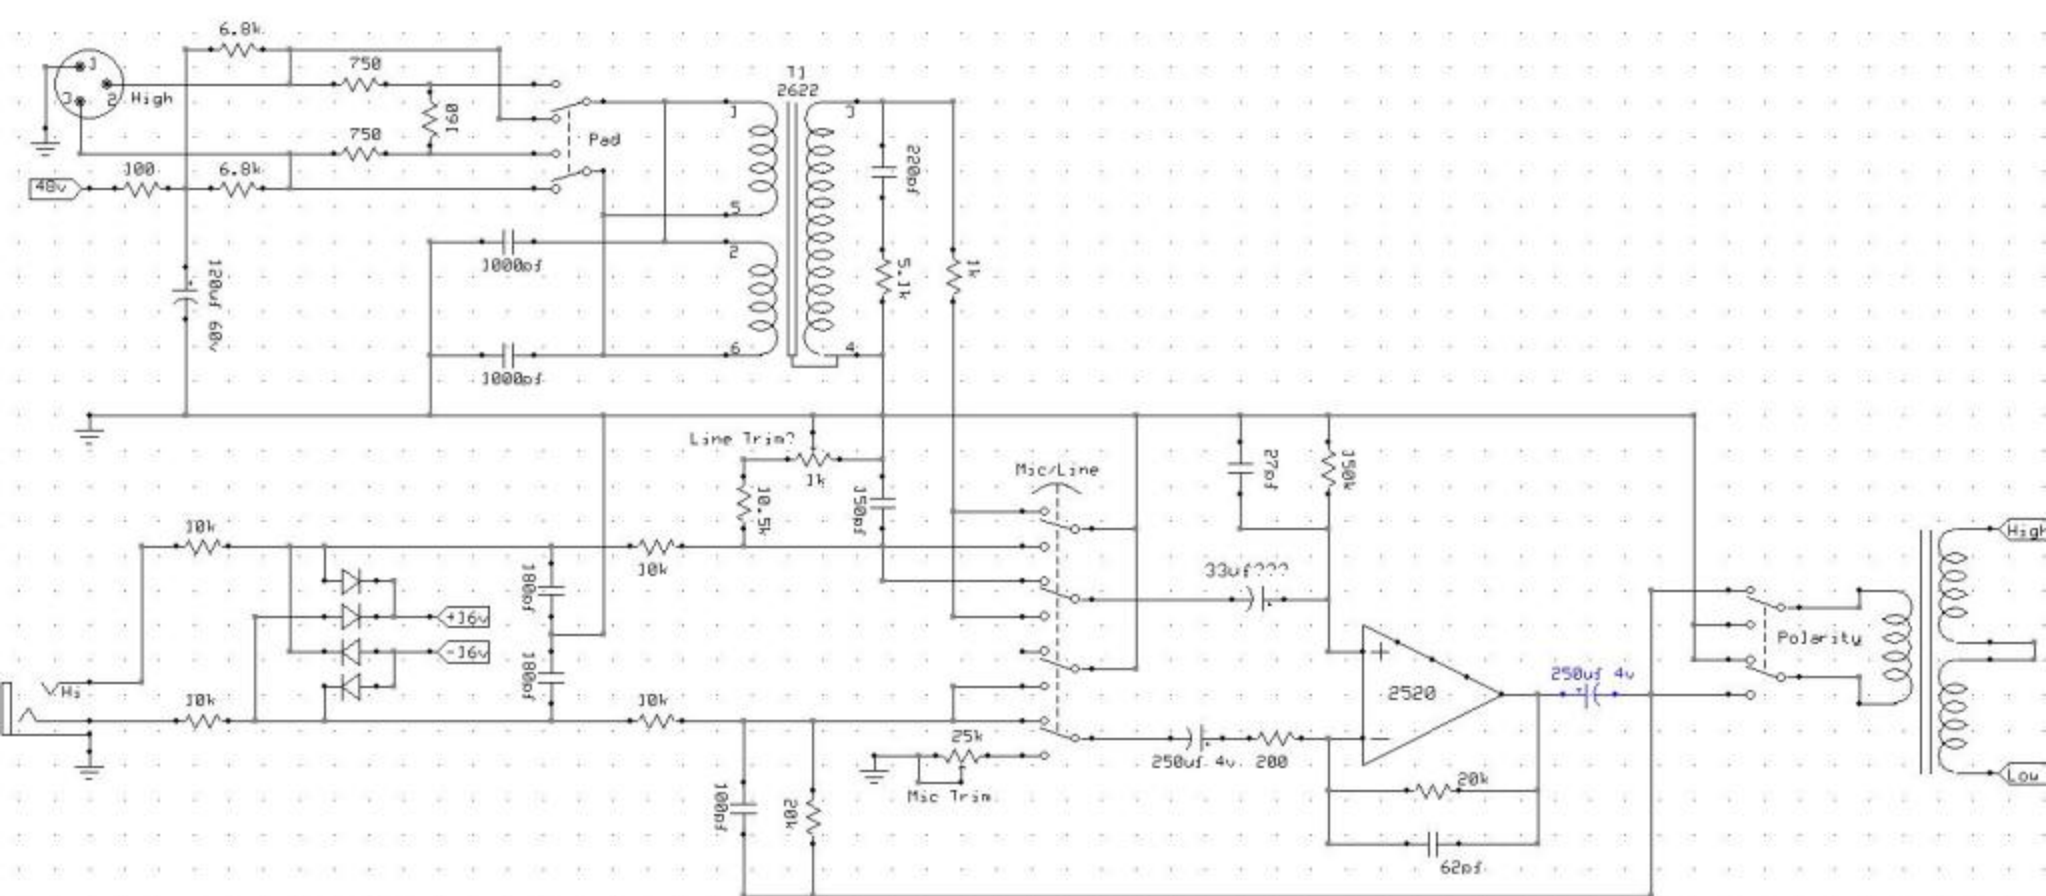 6.8k
1
750
T1
2622
2 High
3
160
1
3
Pad
750
220pf
100
6.8k
48v
5
1000pf
2
5.1k
1k
120uf 60v
6
4
1000pf
Line Trim?
1k
Mic/Line
27pf
150k
10.5k
150pf
10k
10k
High
33uf???
180pf
+16v
-16v
Polarity
180pf
+
2520
250uf 4v
Hi
10k
10k
25k
-
250uf 4v 200
Mic Trim
20k
Low
100pf
20k
62pf